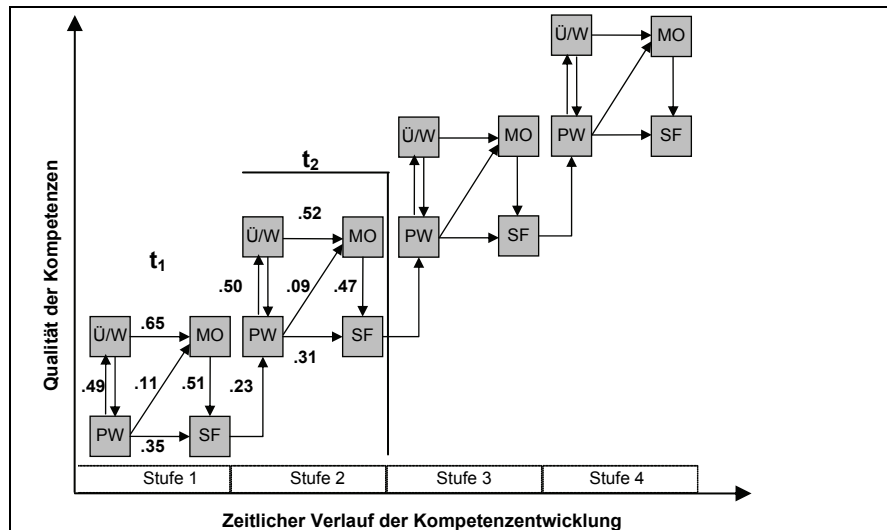 Ü/W MO
PW SF
Ü/W MO
t2
.52
Ü/W MO
PW SF
t1
.50 .09 .47
.65
PW SF
Ü/W MO
.31
.49 .11 .51 .23
PW SF
.35
Qualität der Kompetenzen
Stufe 1 Stufe 2 Stufe 3 Stufe 4
Zeitlicher Verlauf der Kompetenzentwicklung